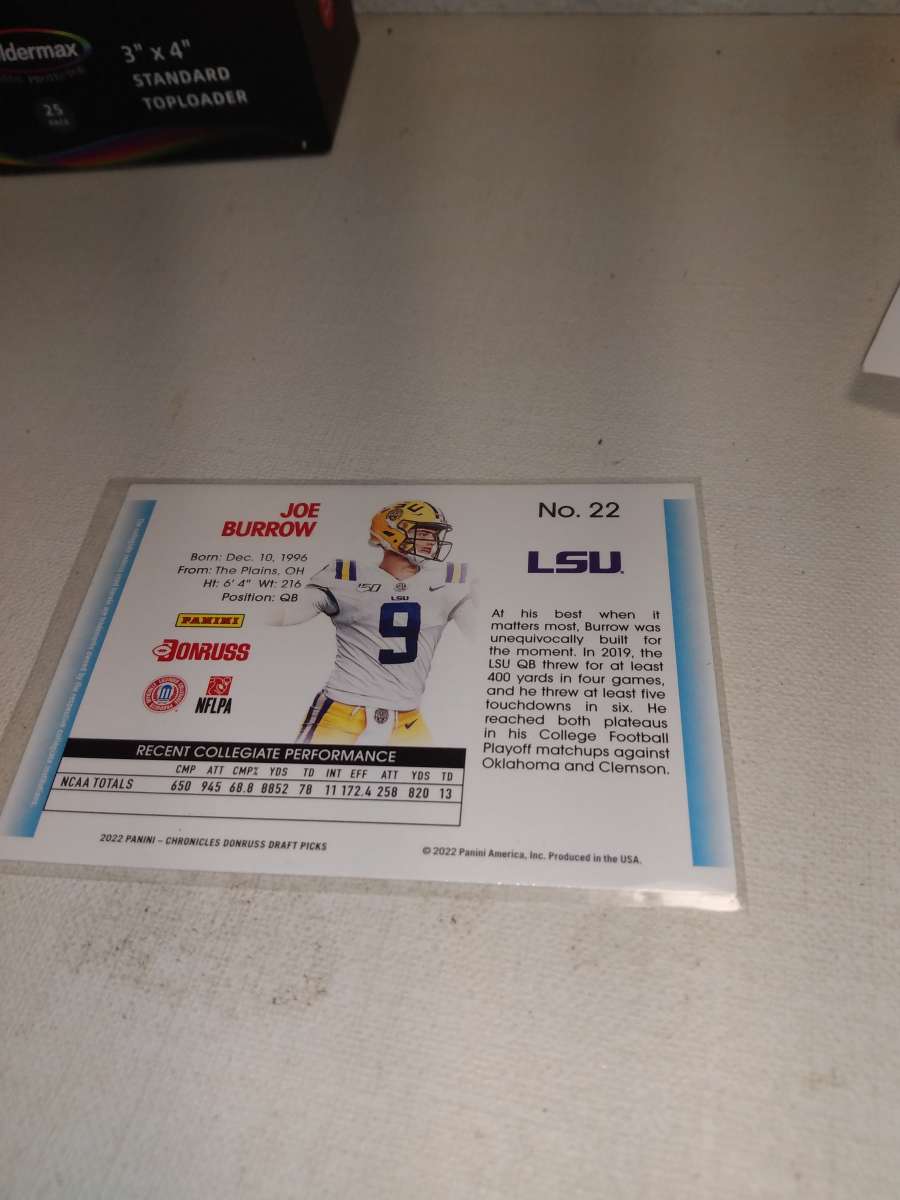 ldermax
3" x 4"
STANDARD
TOPLOADER
25
PACK
JOE
BURROW
No. 22
Born: Dec. 10, 1996
From: The Plains, OH
Ht: 6' 4" Wt: 216
Position: QB
PANINI
DONRUSS
NFLPA
LSU
150
LSU
9
At his best when it
matters most, Burrow was
unequivocally built for
the moment. In 2019, the
LSU QB threw for at least
400 yards in four games,
and he threw at least five
touchdowns in six. He
reached both plateaus
in his College Football
Playoff matchups against
Oklahoma and Clemson.
RECENT COLLEGIATE PERFORMANCE
CMP ATT CMP% YDS TD INT EFF ATT YDS TD
NCAA TOTALS 650 945 68.8 8852 78 11 172.4 258 820 13
2022 PANINI – CHRONICLES DONRUSS DRAFT PICKS
© 2022 Panini America, Inc. Produced in the USA.